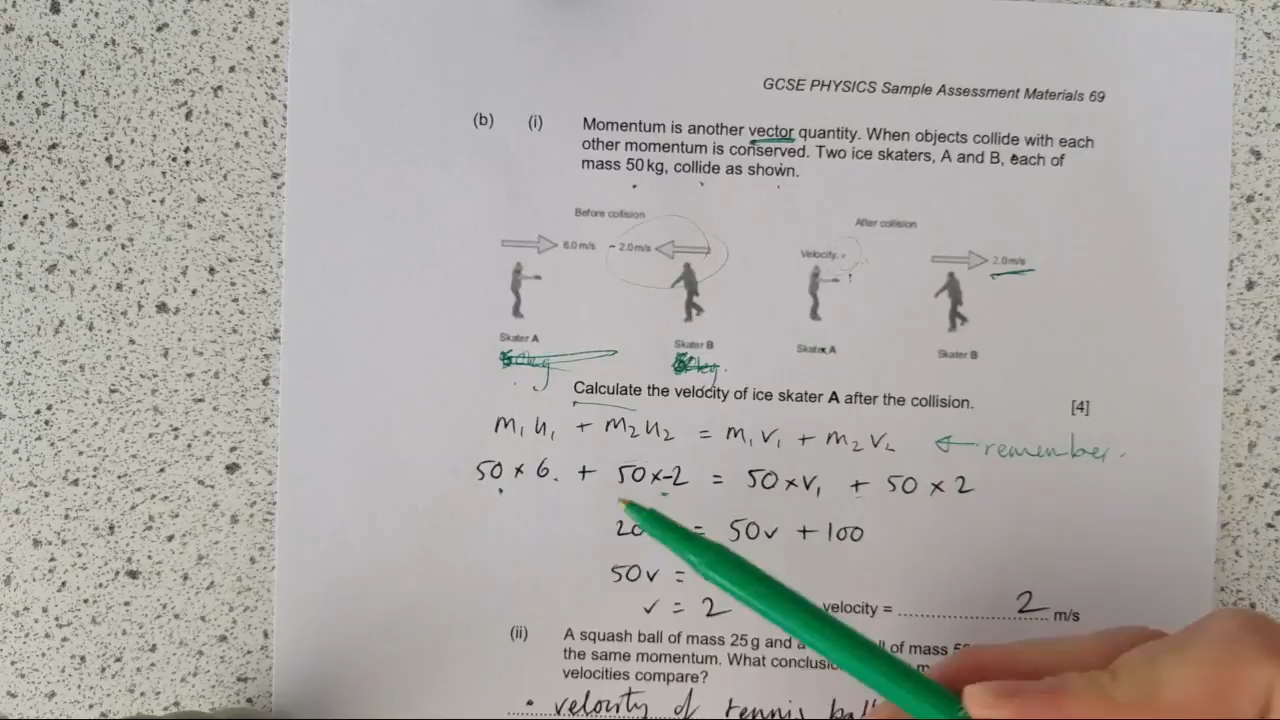 GCSE PHYSICS Sample Assessment Materials 69
(b) (i) Momentum is another vector quantity. When objects collide with each
other momentum is conserved. Two ice skaters, A and B, each of
mass 50 kg, collide as shown.
Before collision
After collision
6.0 m/s – 2.0 m/s
Velocity
2.0 m/s
Skater A
Skater B
Skater A
Skater B
Calculate the velocity of ice skater A after the collision. [4]
m₁u₁ + m₂u₂ = m₁v₁ + m₂v₂ ← remember.
50 × 6. + 50×-2 = 50×v₁ + 50 × 2
= 50v + 100
50v =
v = 2
velocity = 2 m/s
(ii) A squash ball of mass 25 g and of mass
the same momentum. What
velocities compare?
• velocity of tennis ball